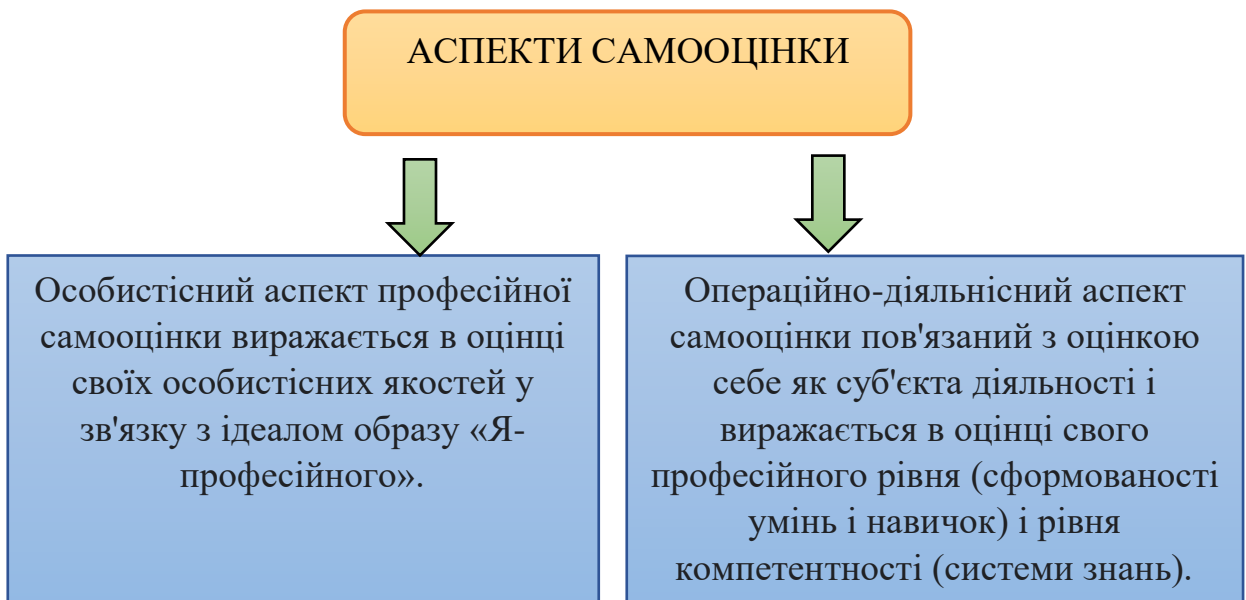 АСПЕКТИ САМООЦІНКИ
Особистісний аспект професійної
самооцінки виражається в оцінці
своїх особистісних якостей у
зв'язку з ідеалом образу «Я-
професійного».
Операційно-діяльнісний аспект
самооцінки пов'язаний з оцінкою
себе як суб'єкта діяльності і
виражається в оцінці свого
професійного рівня (сформованості
умінь і навичок) і рівня
компетентності (системи знань).